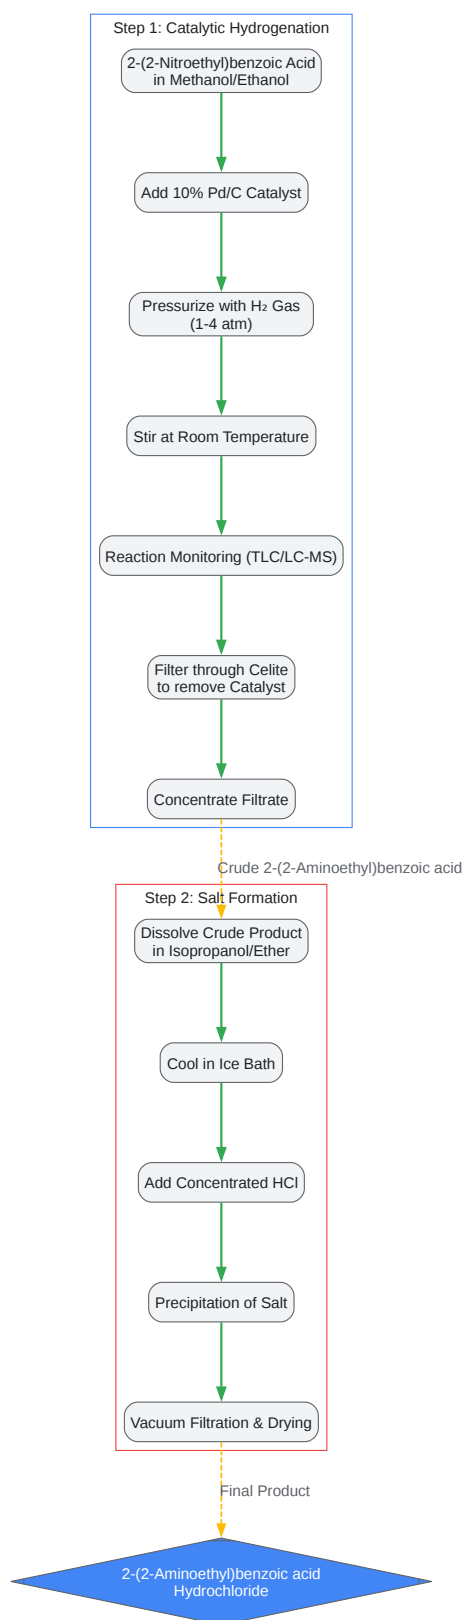 Step 1: Catalytic Hydrogenation
2-(2-Nitroethyl)benzoic Acid
in Methanol/Ethanol
Add 10% Pd/C Catalyst
Pressurize with H₂ Gas
(1-4 atm)
Stir at Room Temperature
Reaction Monitoring (TLC/LC-MS)
Filter through Celite
to remove Catalyst
Concentrate Filtrate
Crude 2-(2-Aminoethyl)benzoic acid
Step 2: Salt Formation
Dissolve Crude Product
in Isopropanol/Ether
Cool in Ice Bath
Add Concentrated HCl
Precipitation of Salt
Vacuum Filtration & Drying
Final Product
2-(2-Aminoethyl)benzoic acid
Hydrochloride